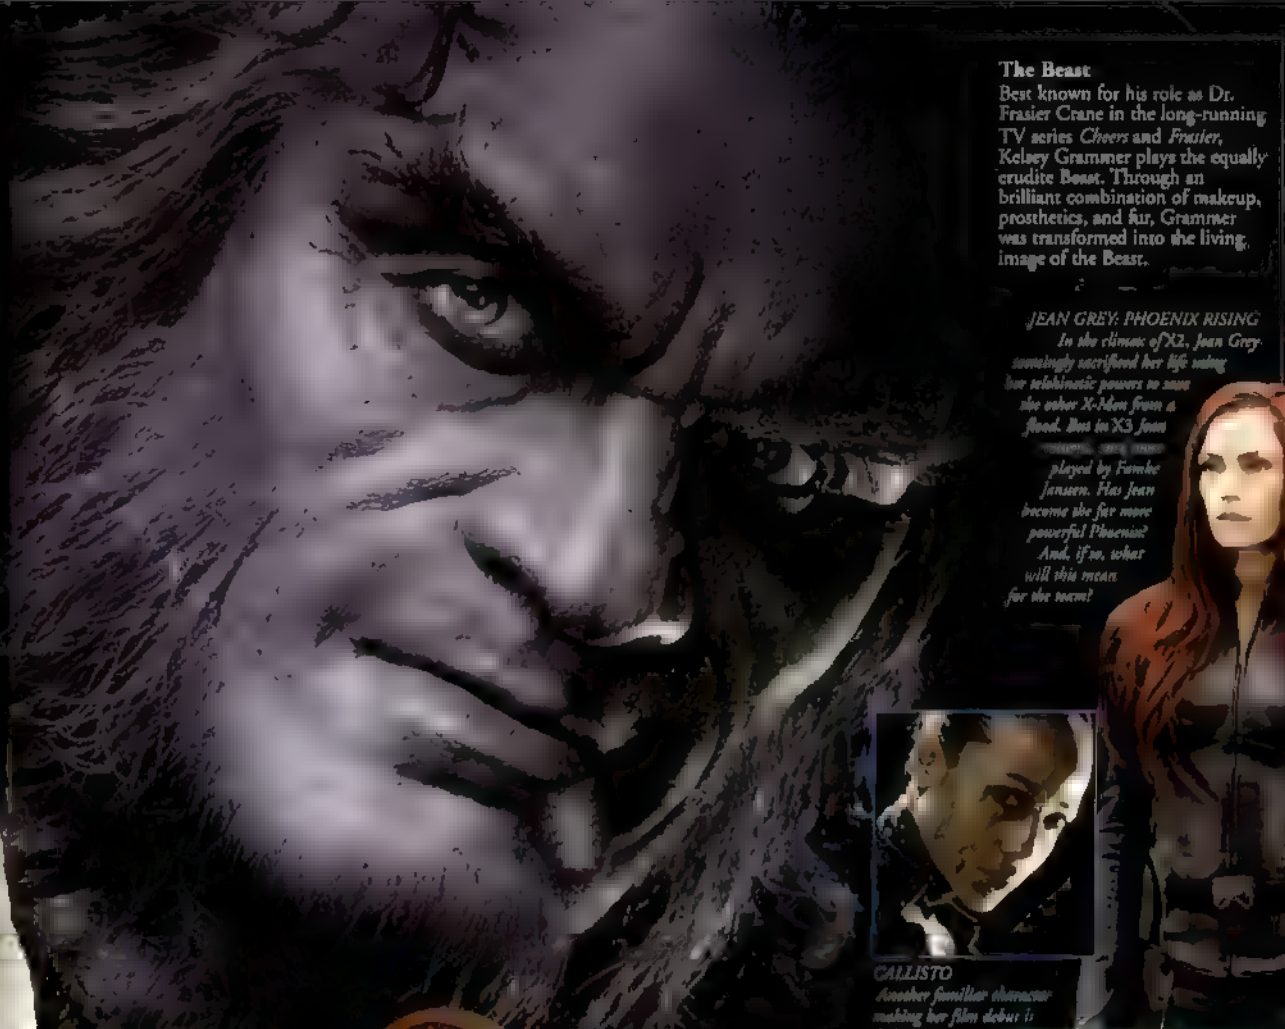 The Beast
Best known for his role as Dr.
Frasier Crane in the long-running
TV series Cheers and Frasier,
Kelsey Grammer plays the equally
erudite Beast. Through an
brilliant combination of makeup,
prosthetics, and fur, Grammer
was transformed into the living
image of the Beast.
JEAN GREY: PHOENIX RISING
In the climax of X2, Jean Grey
seemingly sacrificed her life using
her telekinetic powers to save
the other X-Men from a
flood. But in X3 Jean
played by Famke
Janssen. Has Jean
become the far more
powerful Phoenix?
And, if so, what
will this mean
for the team?
CALLISTO
Another familiar character
making her film debut is